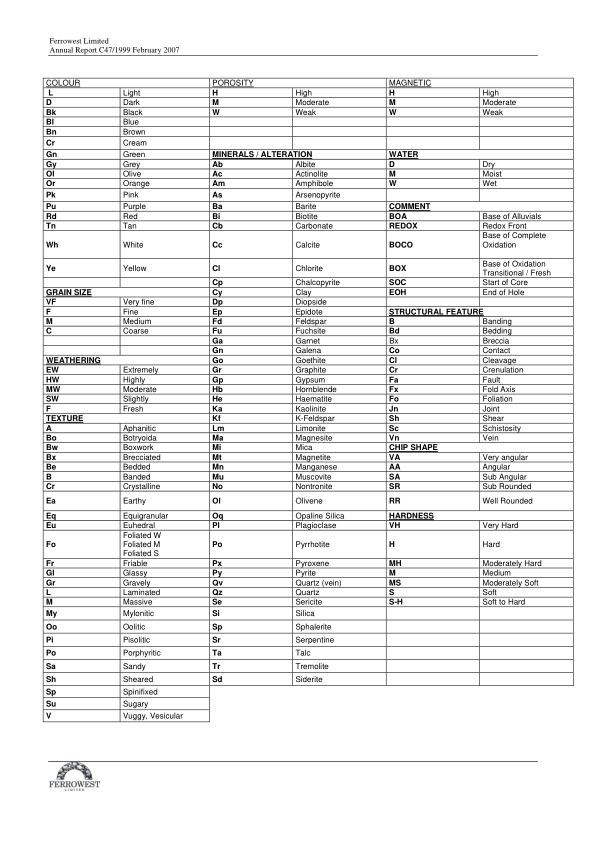 Ferrowest Limited
Annual Report C47/1999 February 2007
COLOUR POROSITY MAGNETIC
L Light H High H High
D Dark M Moderate M Moderate
Bk Black W Weak W Weak
Bl Blue
Bn Brown
Cr Cream
Gn Green MINERALS / ALTERATION WATER
Gy Grey Ab Albite D Dry
Ol Olive Ac Actinolite M Moist
Or Orange Am Amphibole W Wet
Pk Pink As Arsenopyrite
Pu Purple Ba Barite COMMENT
Rd Red Bi Biotite BOA Base of Alluvials
Tn Tan Cb Carbonate REDOX Redox Front
Wh White Cc Calcite BOCO Base of Complete
Oxidation
Ye Yellow Cl Chlorite BOX Base of Oxidation
Transitional / Fresh
Cp Chalcopyrite SOC Start of Core
GRAIN SIZE Cy Clay EOH End of Hole
VF Very fine Dp Diopside
F Fine Ep Epidote STRUCTURAL FEATURE
M Medium Fd Feldspar B Banding
C Coarse Fu Fuchsite Bd Bedding
Ga Garnet Bx Breccia
Gn Galena Co Contact
WEATHERING Go Goethite Cl Cleavage
EW Extremely Gr Graphite Cr Crenulation
HW Highly Gp Gypsum Fa Fault
MW Moderate Hb Hornblende Fx Fold Axis
SW Slightly He Haematite Fo Foliation
F Fresh Ka Kaolinite Jn Joint
TEXTURE Kf K-Feldspar Sh Shear
A Aphanitic Lm Limonite Sc Schistosity
Bo Botryoida Ma Magnesite Vn Vein
Bw Boxwork Mi Mica CHIP SHAPE
Bx Brecciated Mt Magnetite VA Very angular
Be Bedded Mn Manganese AA Angular
B Banded Mu Muscovite SA Sub Angular
Cr Crystalline No Nontronite SR Sub Rounded
Ea Earthy Ol Olivene RR Well Rounded
Eq Equigranular Oq Opaline Silica HARDNESS
Eu Euhedral Pl Plagioclase VH Very Hard
Fo Foliated W
Foliated M
Foliated S Po Pyrrhotite H Hard
Fr Friable Px Pyroxene MH Moderately Hard
Gl Glassy Py Pyrite M Medium
Gr Gravely Qv Quartz (vein) MS Moderately Soft
L Laminated Qz Quartz S Soft
M Massive Se Sericite S-H Soft to Hard
My Mylonitic Si Silica
Oo Oolitic Sp Sphalerite
Pi Pisolitic Sr Serpentine
Po Porphyritic Ta Talc
Sa Sandy Tr Tremolite
Sh Sheared Sd Siderite
Sp Spinifixed
Su Sugary
V Vuggy, Vesicular
FERROWEST
LIMITED